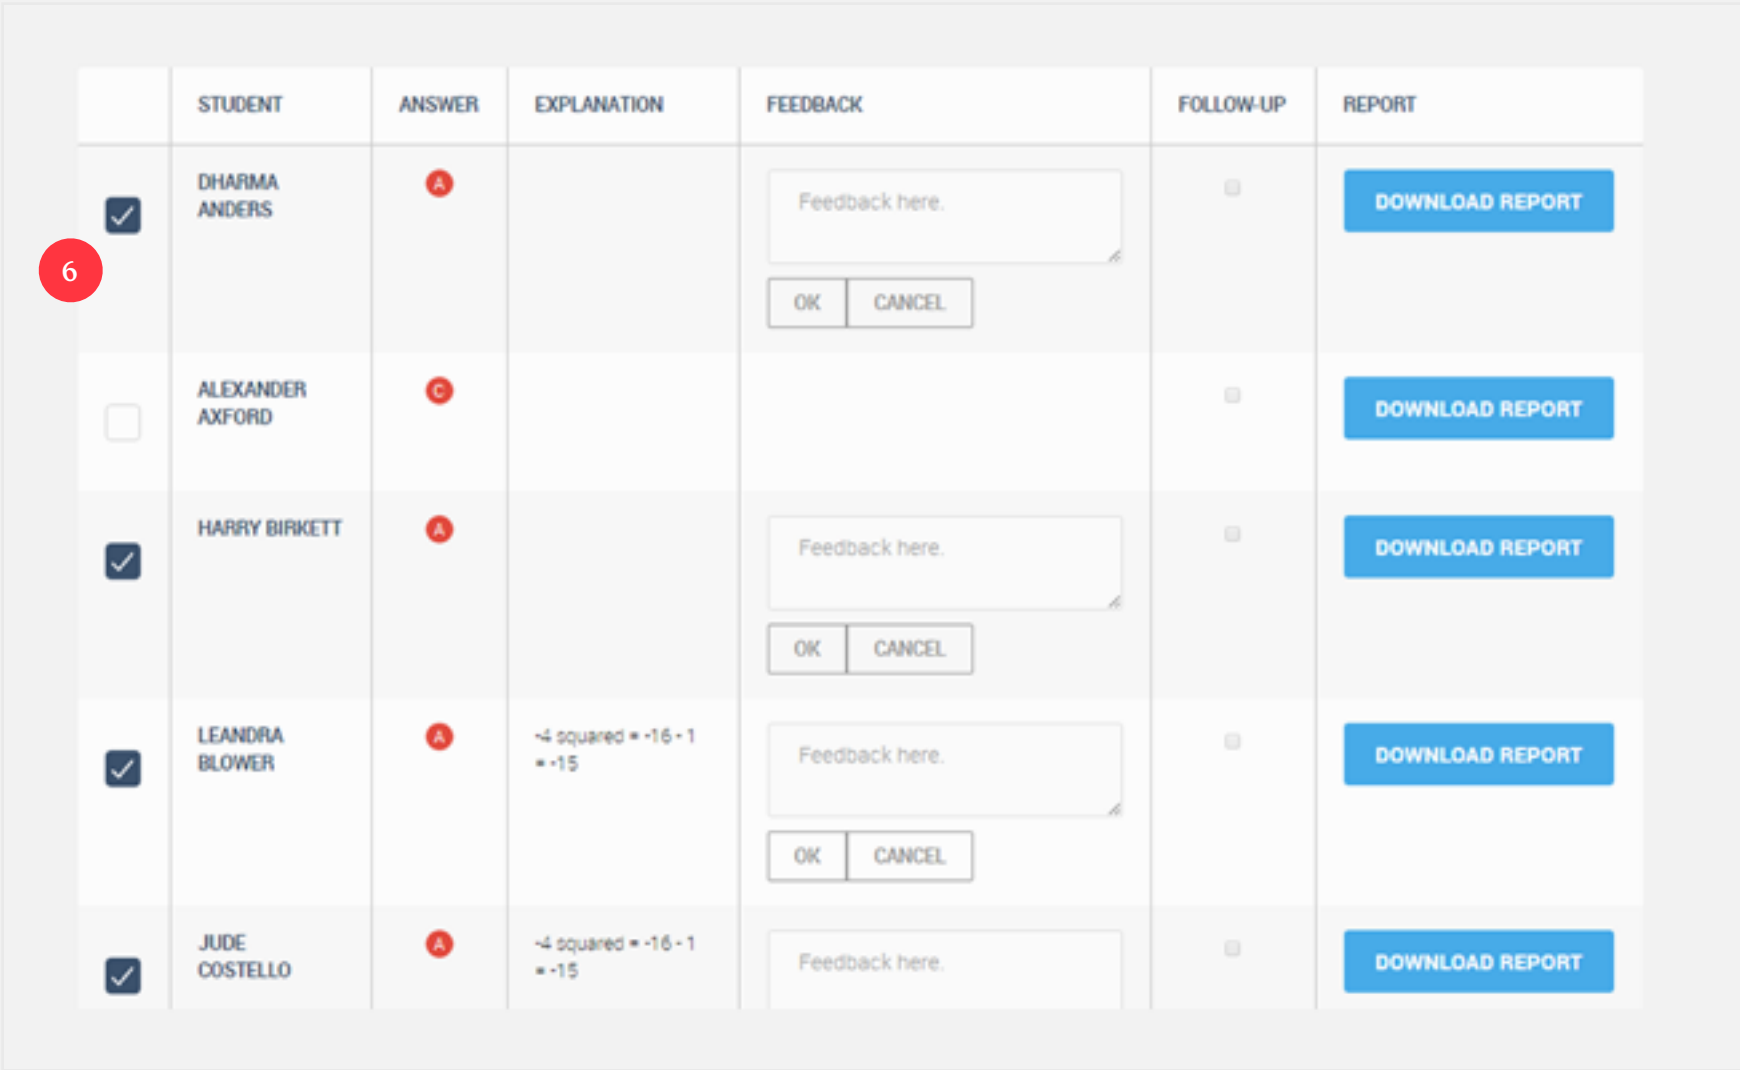 STUDENT ANSWER EXPLANATION FEEDBACK FOLLOW-UP REPORT
DHARMA
ANDERS
A
Feedback here.
DOWNLOAD REPORT
6
OK CANCEL
ALEXANDER
AXFORD
C
DOWNLOAD REPORT
HARRY BIRKETT
A
Feedback here.
DOWNLOAD REPORT
OK CANCEL
LEANDRA
BLOWER
A
-4 squared = -16 - 1
= -15
Feedback here.
DOWNLOAD REPORT
OK CANCEL
JUDE
COSTELLO
A
-4 squared = -16 - 1
= -15
Feedback here.
DOWNLOAD REPORT